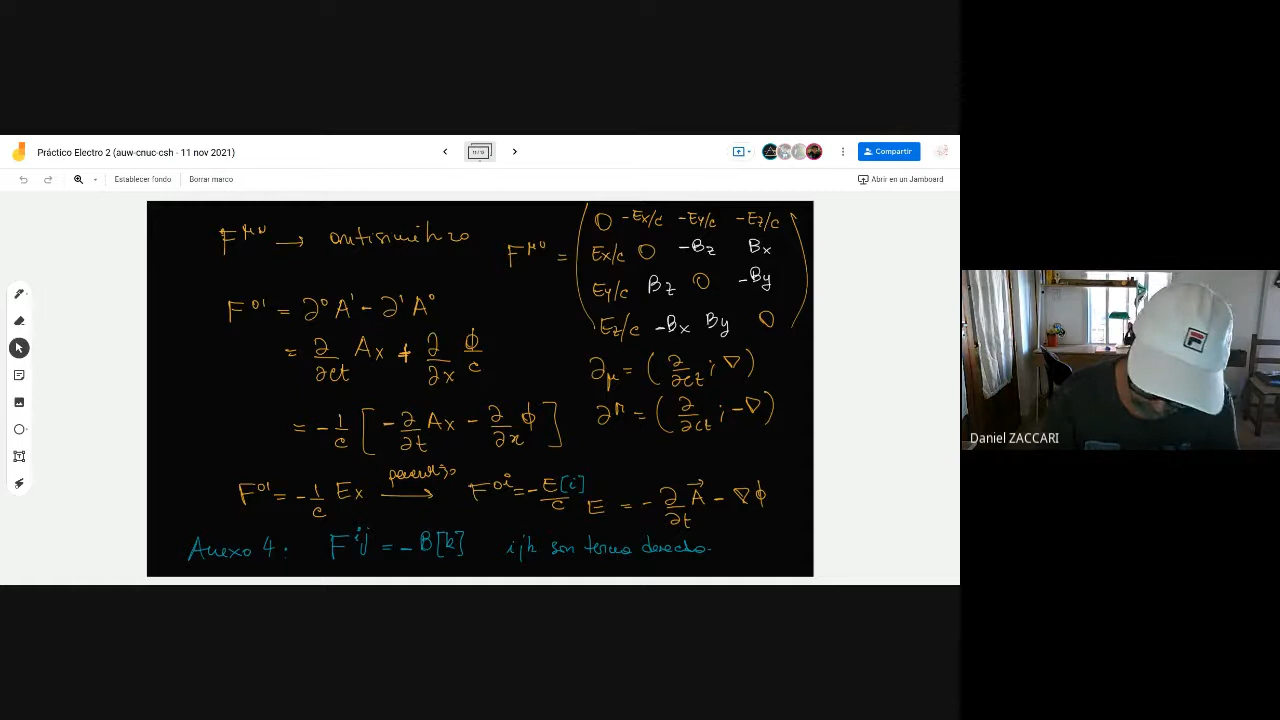 Práctico Electro 2 (auw-cnuc-csh - 11 nov 2021)
Compartir
Establecer fondo
Borrar marco
Abrir en un Jamboard
F^{μν} → antisimétrico
F^{μν} = ( 0 -Ex/c -Ey/c -Ez/c
Ex/c 0 -Bz Bx
Ey/c Bz 0 -By
Ez/c -Bx By 0 )
F^{01} = ∂^0 A^1 - ∂^1 A^0
= ∂/∂ct Ax + ∂/∂x ϕ/c
= -1/c [ -∂/∂t Ax - ∂/∂x ϕ ]
∂_μ = ( ∂/∂ct ; ∇ )
∂^μ = ( ∂/∂ct ; -∇ )
F^{01} = -1/c Ex → F^{0i} = -E[i]/c
E = -∂/∂t A⃗ - ∇ϕ
Anexo 4: F^{ij} = -B[k] ijk son terna derecha.
Daniel ZACCARI
FILA